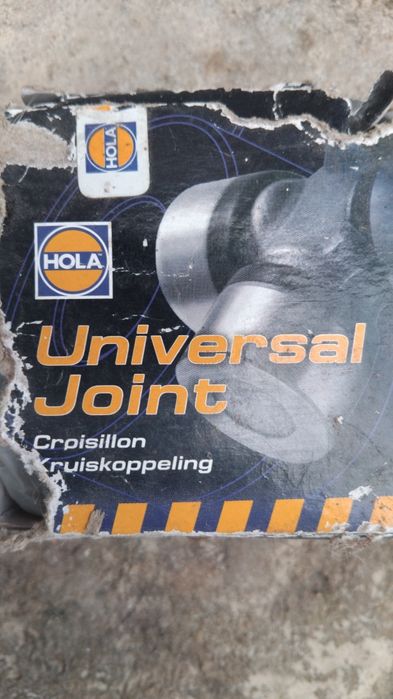 HOLA
HOLA
Universal
Joint
Croisillon
Kruiskoppeling